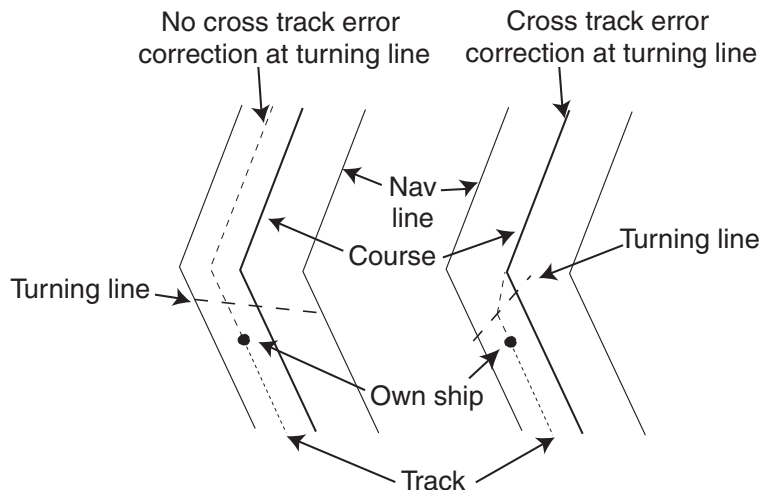 No cross track error
correction at turning line
Cross track error
correction at turning line
Nav
line
Course
Turning line
Turning line
Own ship
Track